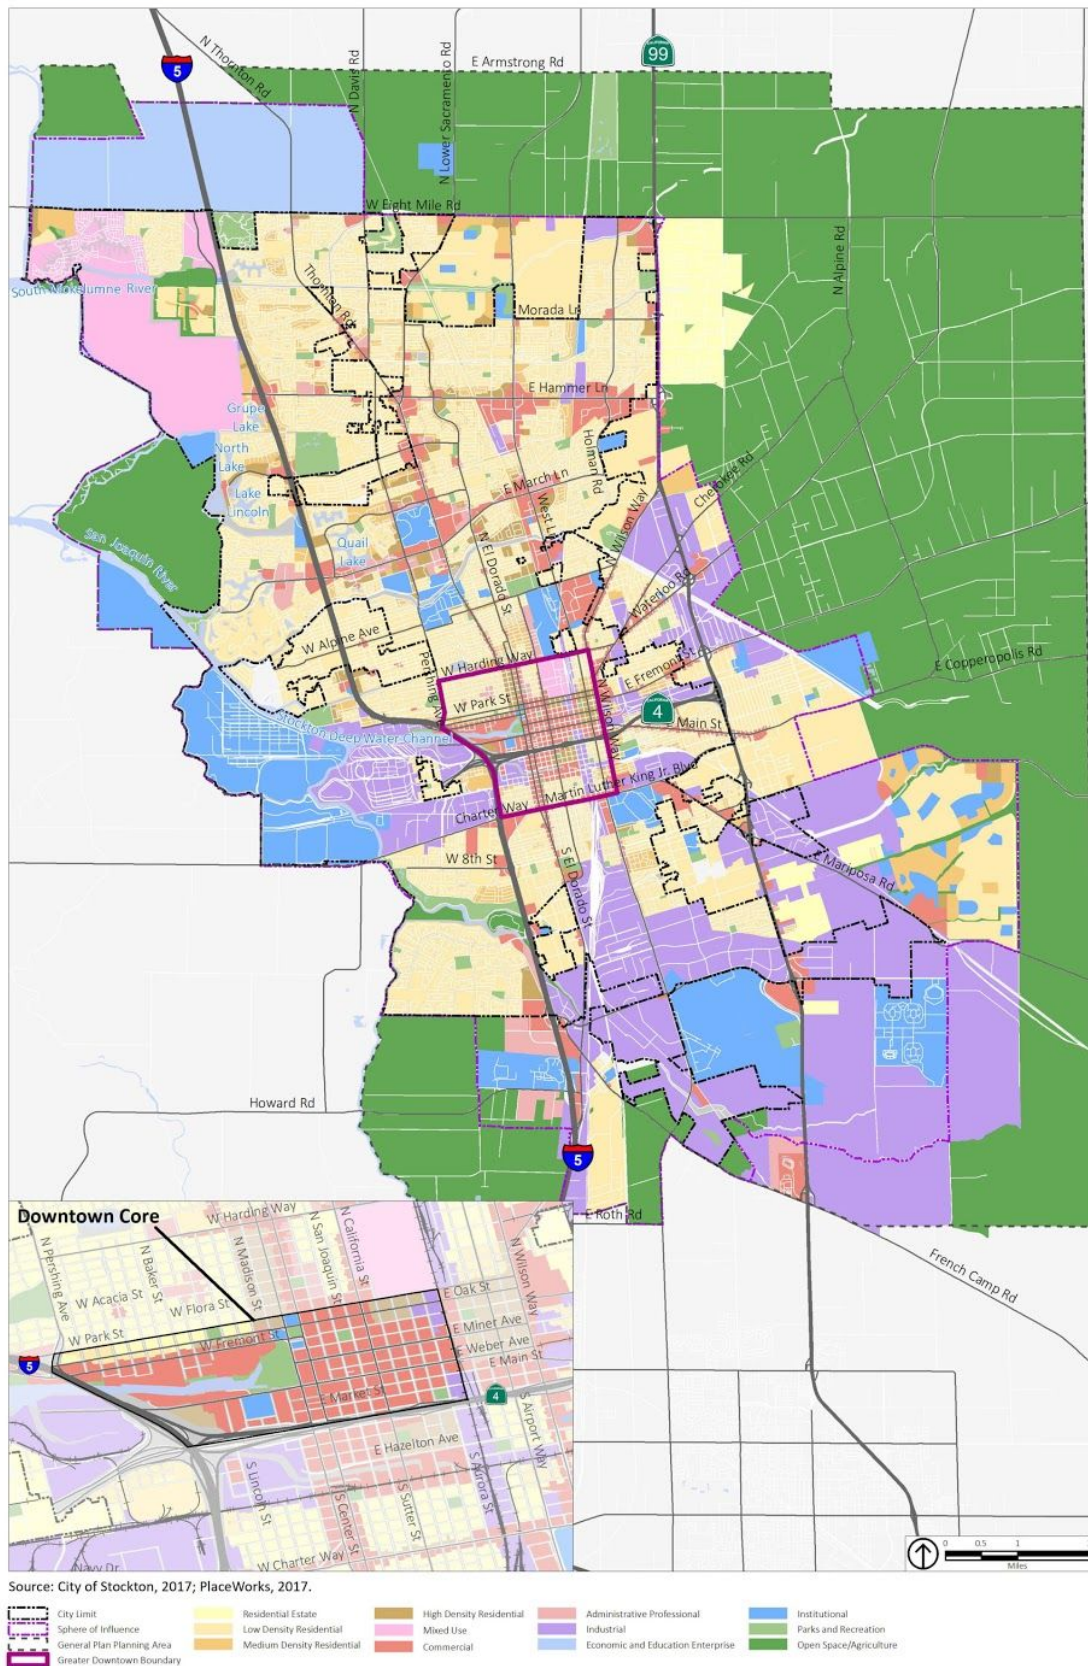 N Thornton Rd
5
N Davis Rd
N Lower Sacramento Rd
E Armstrong Rd
CALIFORNIA
99
W Eight Mile Rd
N Alpine Rd
South Mokelumne River
Thornton Rd
Morada Ln
E Hammer Ln
Grupe
Lake
North
Lake
Lake
Lincoln
Holman Rd
E March Ln
West Ln
N Wilson Way
Cherokee Rd
San Joaquin River
Quail
Lake
N El Dorado St
E Waterloo Rd
W Alpine Ave
Pershing Ave
W Harding Way
W Park St
E Fremont St
E Copperopolis Rd
N Wilson Way
CALIFORNIA
4
Main St
Stockton Deep Water Channel
Charter Way
Martin Luther King Jr. Blvd
W 8th St
S El Dorado St
E Mariposa Rd
Howard Rd
5
E Roth Rd
French Camp Rd
Downtown Core
W Harding Way
N Pershing Ave
N Baker St
N Madison St
N San Joaquin St
N California St
N Wilson Way
W Acacia St
W Flora St
E Oak St
W Park St
W Fremont St
E Miner Ave
E Weber Ave
E Main St
5
E Market St
4
S Airport Way
E Hazelton Ave
S Lincoln St
S Center St
S Sutter St
S Aurora St
W Charter Way
Navy Dr
0 0.5 1
Miles
Source: City of Stockton, 2017; PlaceWorks, 2017.
City Limit
Sphere of Influence
General Plan Planning Area
Greater Downtown Boundary
Residential Estate
Low Density Residential
Medium Density Residential
High Density Residential
Mixed Use
Commercial
Administrative Professional
Industrial
Economic and Education Enterprise
Institutional
Parks and Recreation
Open Space/Agriculture